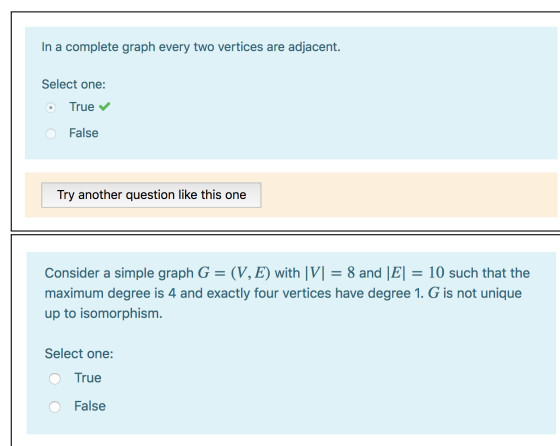 In a complete graph every two vertices are adjacent.
Select one:
True
False
Try another question like this one
Consider a simple graph G = (V, E) with |V| = 8 and |E| = 10 such that the
maximum degree is 4 and exactly four vertices have degree 1. G is not unique
up to isomorphism.
Select one:
True
False